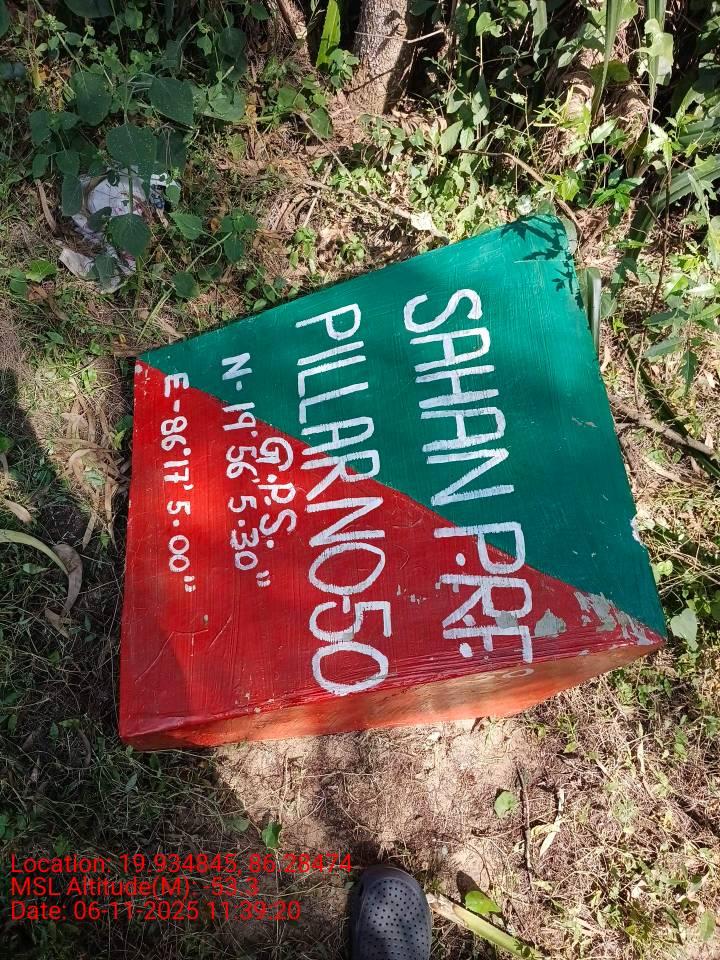 SAHAN P.R.F.
PILLAR NO-50
G.P.S.
N-19°56'5.30"
E-86°17'5.00"
Location: 19.934845, 86.28474
MSL Altitude(M) -53.3
Date: 06-11-2025 11:39:20